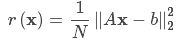 r(𝐱) = 1/N ‖A𝐱 − b‖₂²